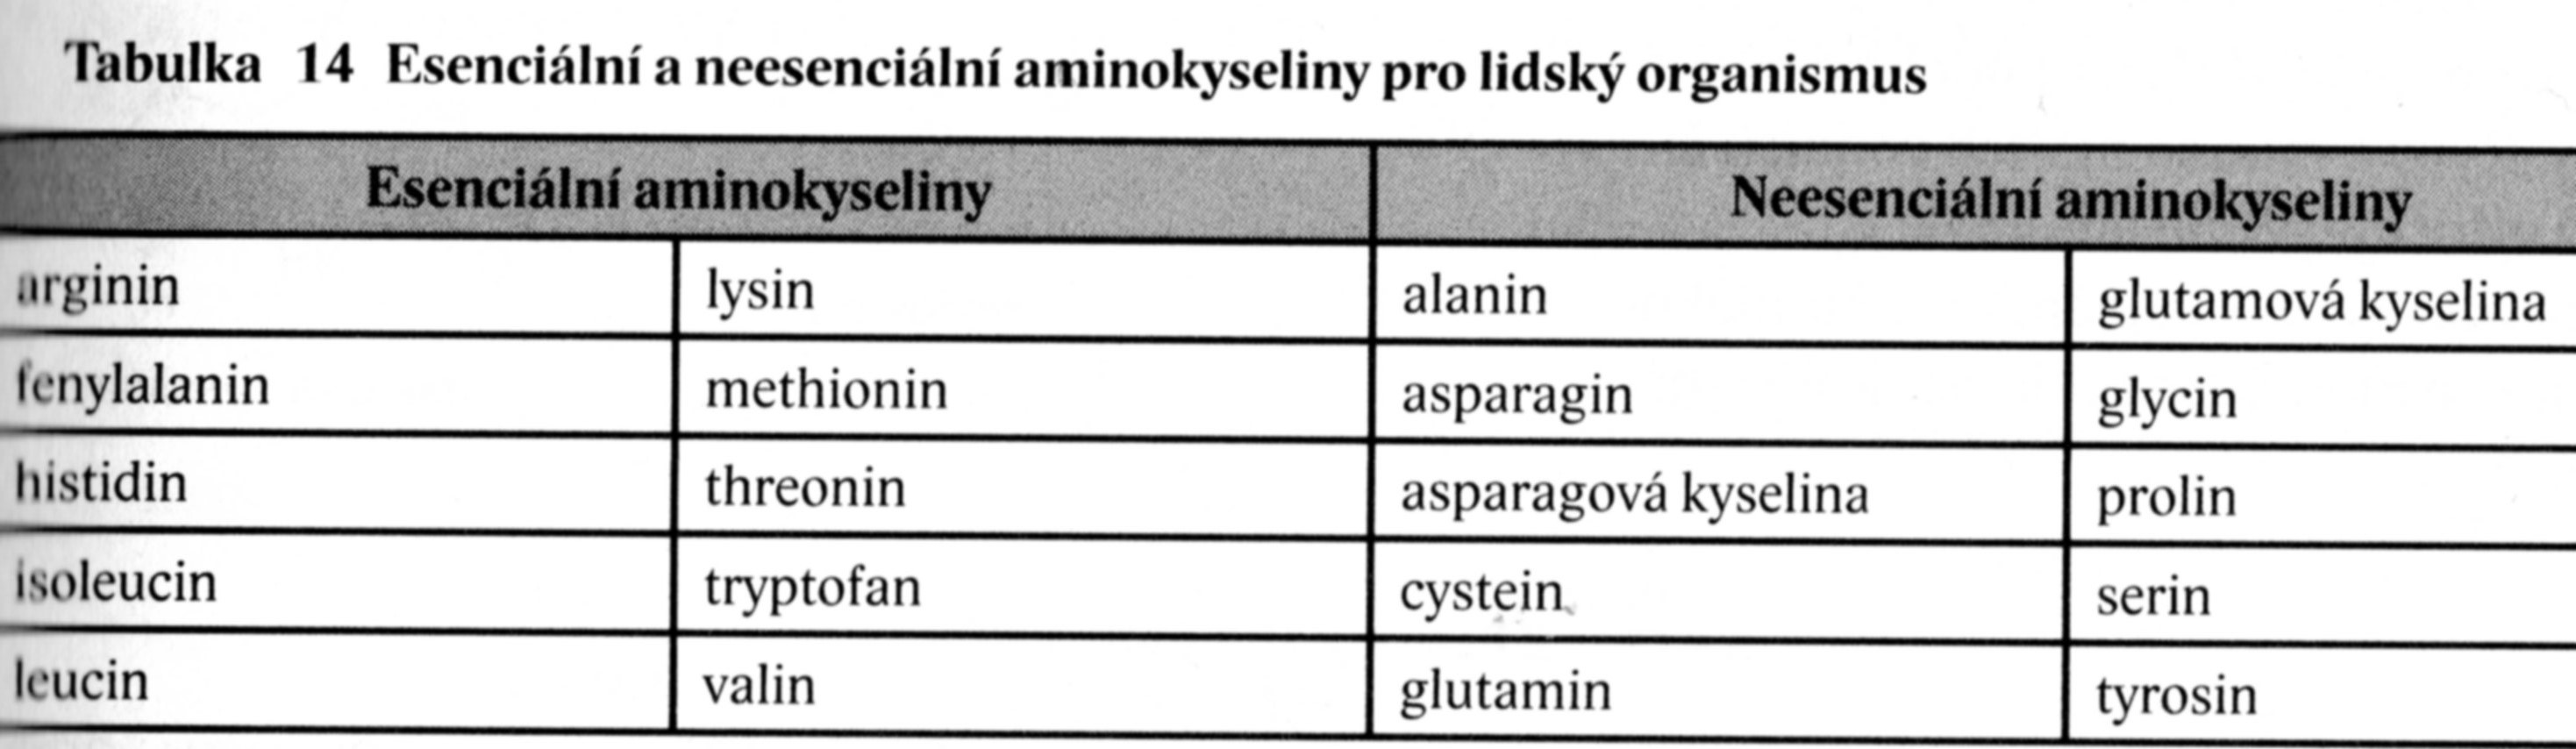 Tabulka 14 Esenciální a neesenciální aminokyseliny pro lidský organismus
Esenciální aminokyseliny Neesenciální aminokyseliny
arginin lysin alanin glutamová kyselina
fenylalanin methionin asparagin glycin
histidin threonin asparagová kyselina prolin
isoleucin tryptofan cystein serin
leucin valin glutamin tyrosin